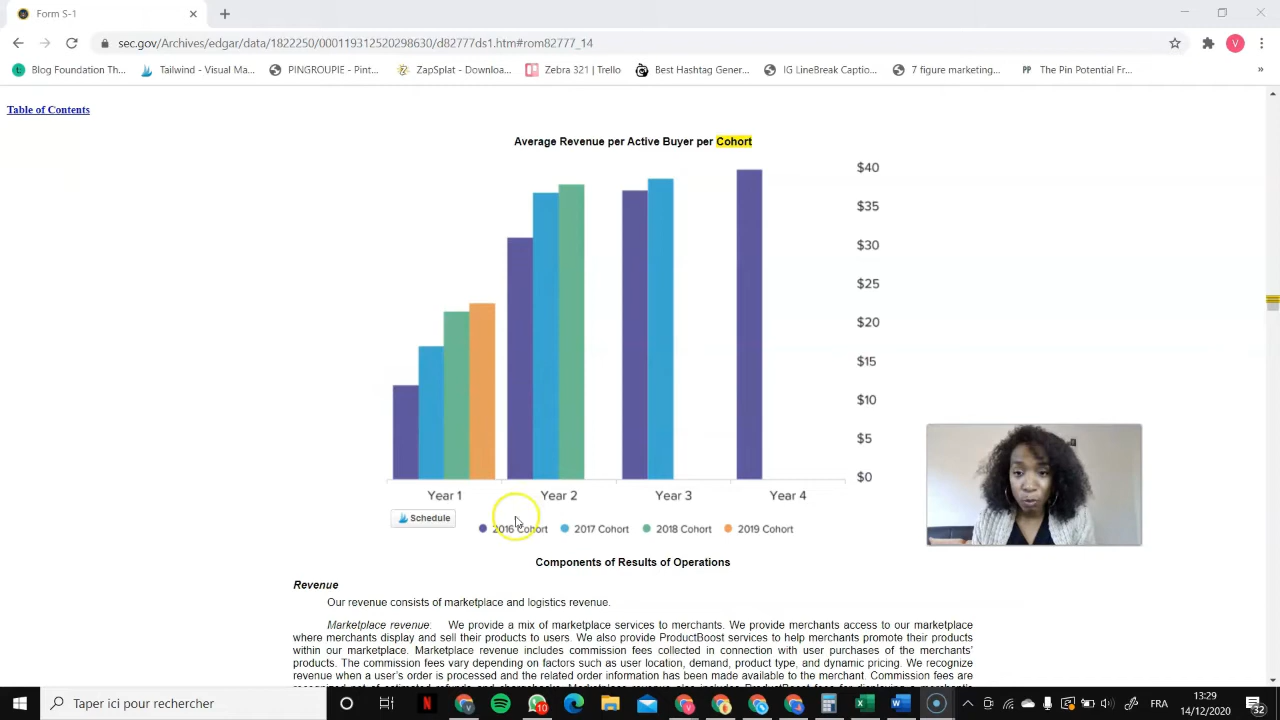 Form S-1
sec.gov/Archives/edgar/data/1822250/000119312520298630/d82777ds1.htm#rom82777_14
V
Blog Foundation Th...
Tailwind - Visual Ma...
PINGROUPIE - Pint...
ZapSplat - Downloa...
Zebra 321 | Trello
Best Hashtag Gener...
IG LineBreak Captio...
7 figure marketing...
PP The Pin Potential Fr...
»
Table of Contents
Average Revenue per Active Buyer per Cohort
$40
$35
$30
$25
$20
$15
$10
$5
$0
Year 1
Year 2
Year 3
Year 4
Schedule
2016 Cohort
2017 Cohort
2018 Cohort
2019 Cohort
Components of Results of Operations
Revenue
Our revenue consists of marketplace and logistics revenue.
Marketplace revenue. We provide a mix of marketplace services to merchants. We provide merchants access to our marketplace
where merchants display and sell their products to users. We also provide ProductBoost services to help merchants promote their products
within our marketplace. Marketplace revenue includes commission fees collected in connection with user purchases of the merchants'
products. The commission fees vary depending on factors such as user location, demand, product type, and dynamic pricing. We recognize
revenue when a user's order is processed and the related order information has been made available to the merchant. Commission fees are
Taper ici pour rechercher
10
FRA
13:29
14/12/2020
32